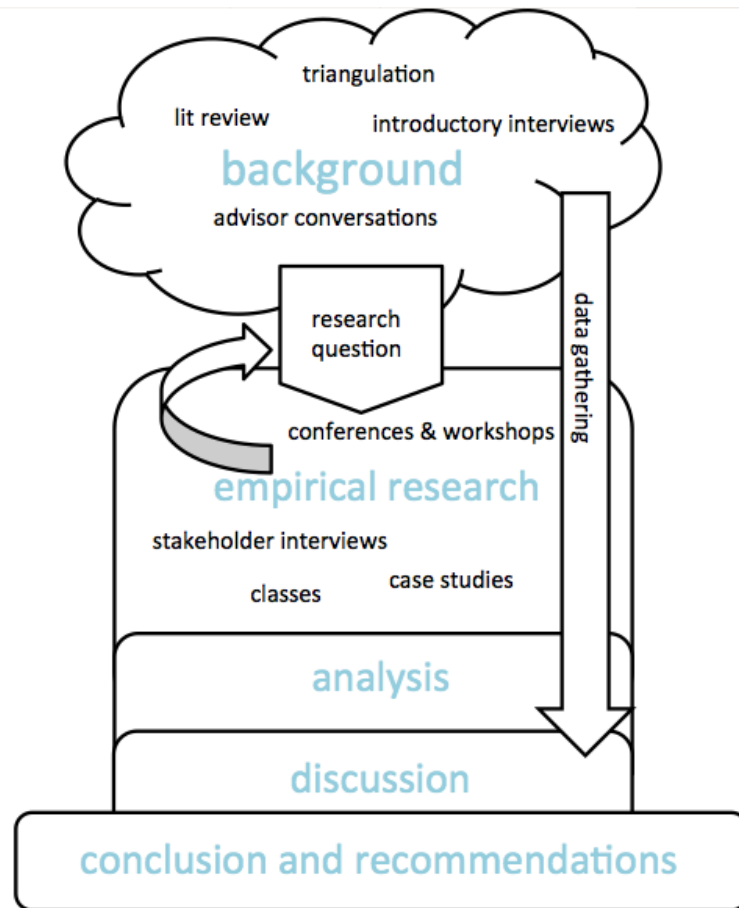 triangulation
lit review
introductory interviews
background
advisor conversations
research
question
data gathering
conferences & workshops
empirical research
stakeholder interviews
case studies
classes
analysis
discussion
conclusion and recommendations